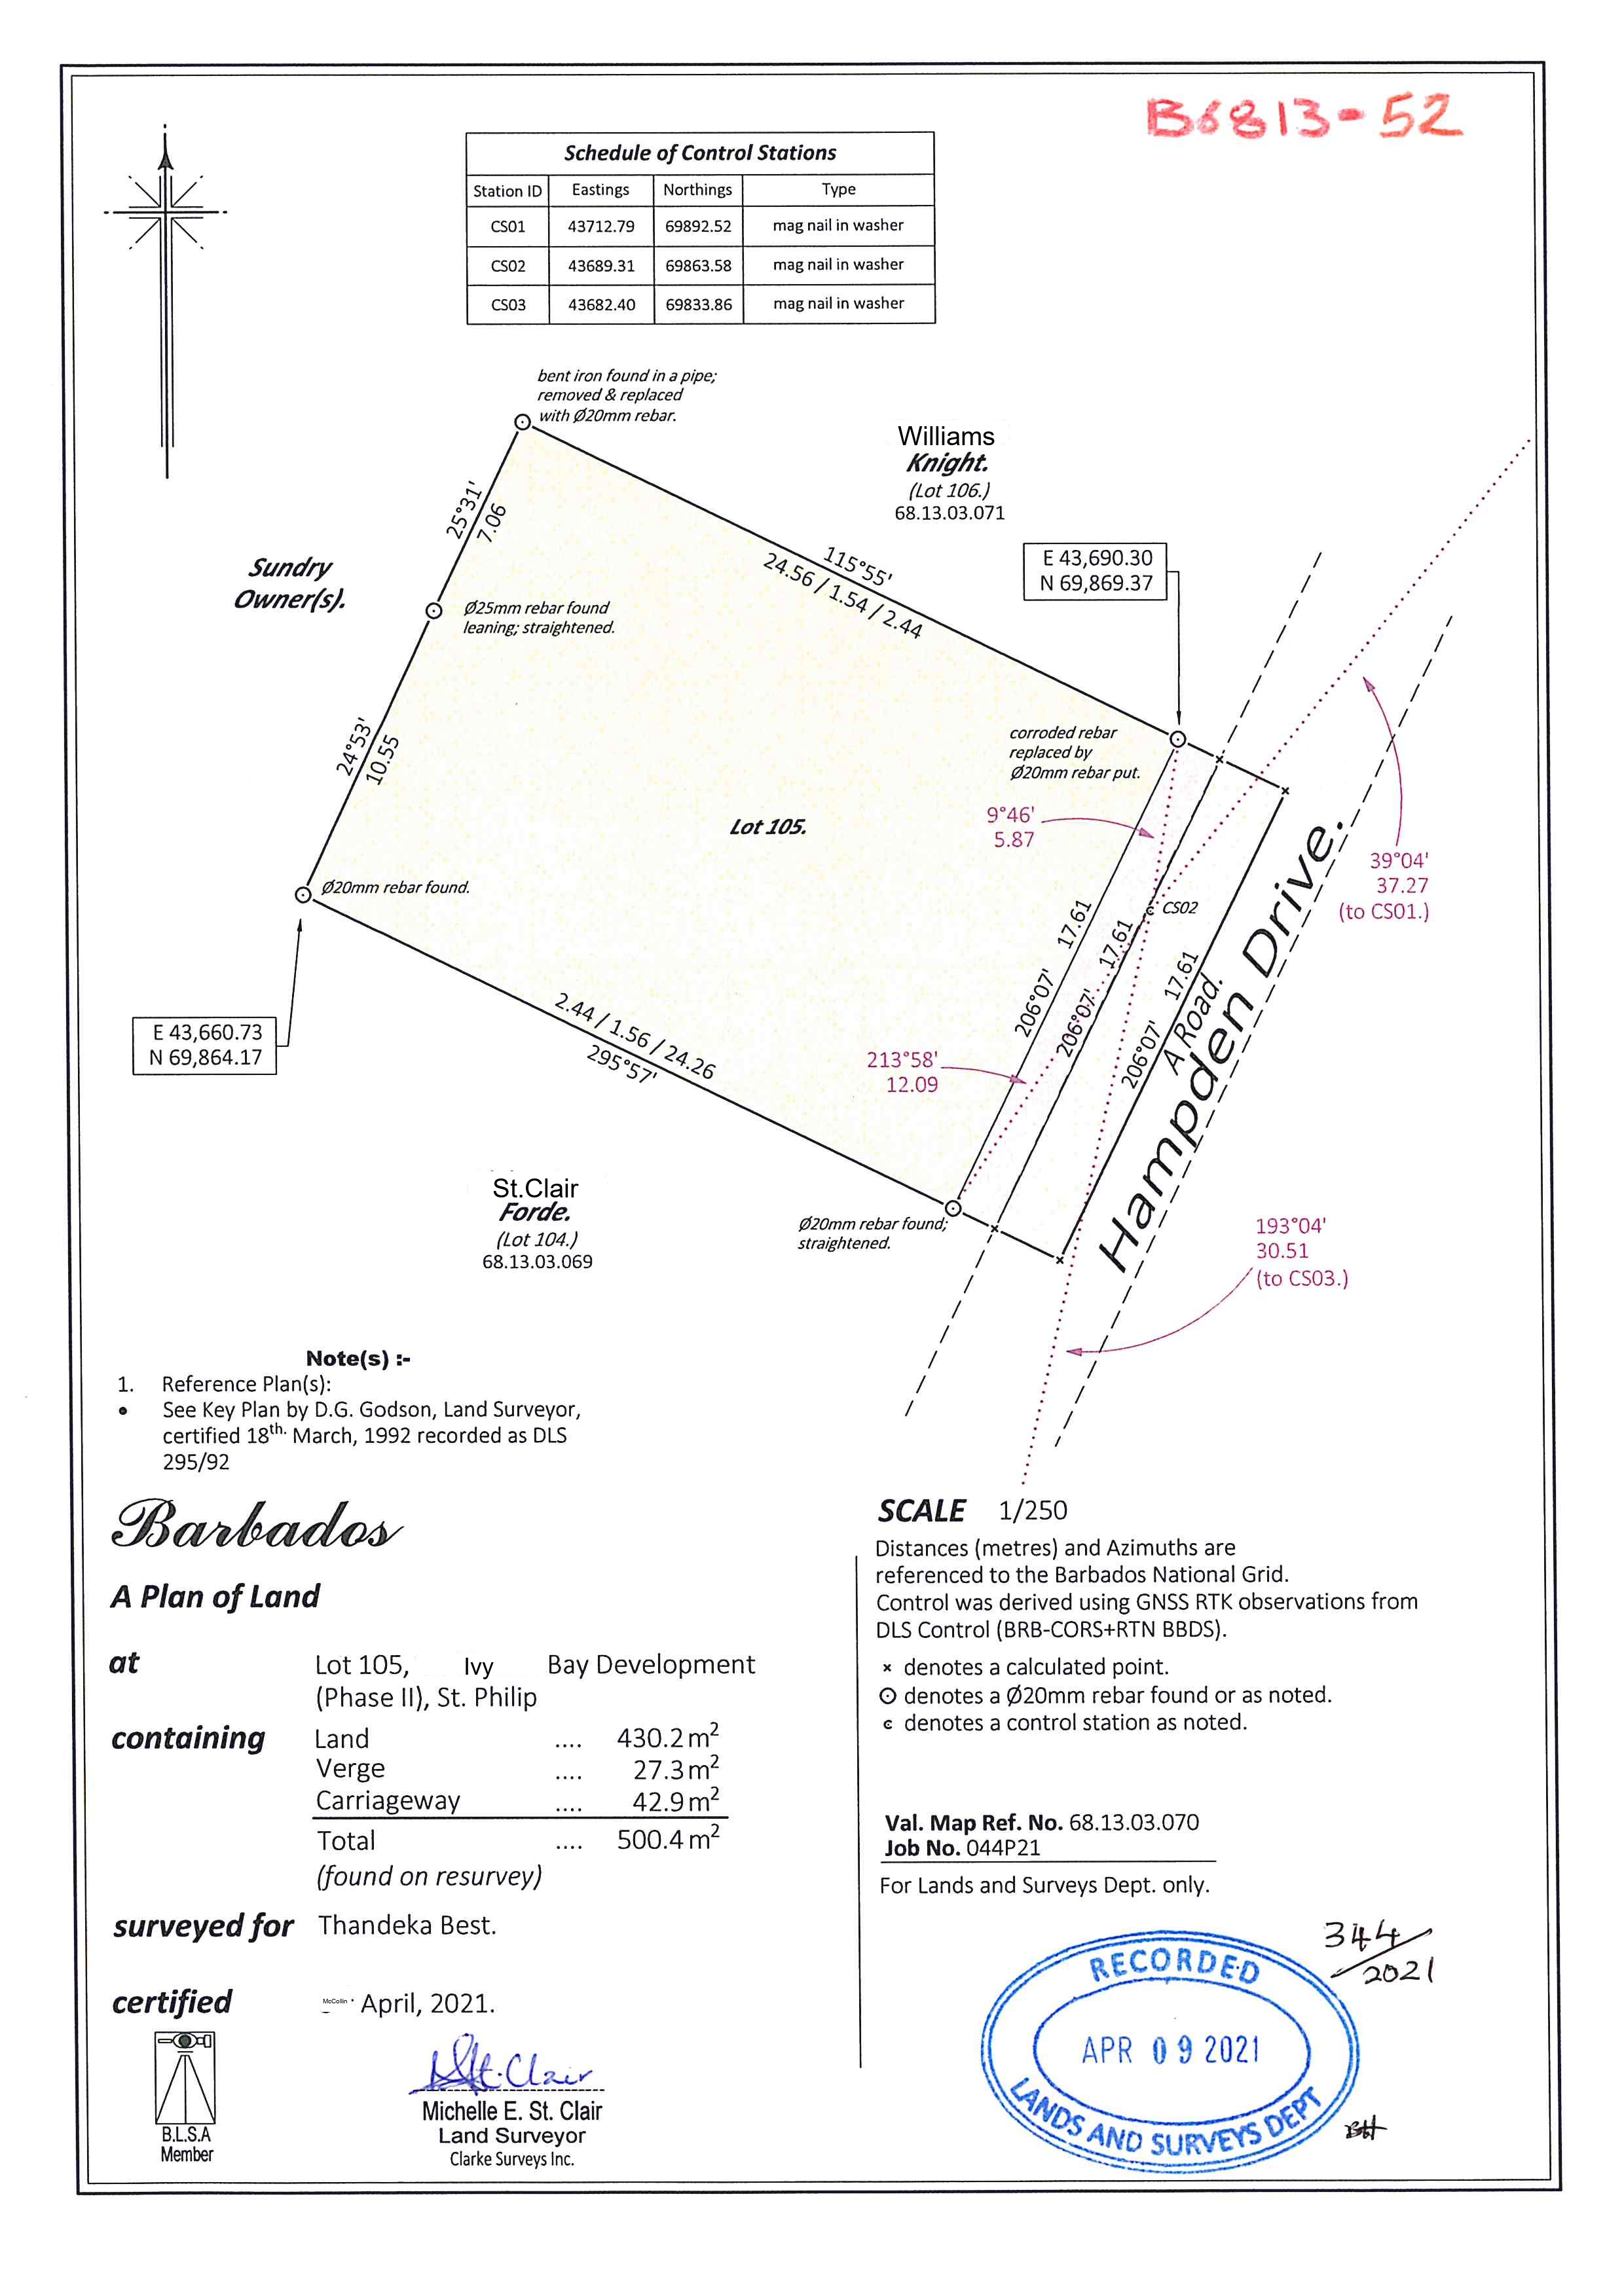 B6813-52
Schedule of Control Stations
Station ID Eastings Northings Type
CS01 43712.79 69892.52 mag nail in washer
CS02 43689.31 69863.58 mag nail in washer
CS03 43682.40 69833.86 mag nail in washer
bent iron found in a pipe;
removed & replaced
with Ø20mm rebar.
Williams
Knight.
(Lot 106.)
68.13.03.071
25°31'
7.06
115°55'
24.56 / 1.54 / 2.44
E 43,690.30
N 69,869.37
Sundry
Owner(s).
Ø25mm rebar found
leaning; straightened.
24°53'
10.55
corroded rebar
replaced by
Ø20mm rebar put.
Lot 105.
9°46'
5.87
39°04'
37.27
(to CS01.)
Ø20mm rebar found.
CS02
206°07' 17.61
206°07' 17.61
206°07' 17.61
A Road.
Hampden Drive.
E 43,660.73
N 69,864.17
2.44 / 1.56 / 24.26
295°57'
213°58'
12.09
St.Clair
Forde.
(Lot 104.)
68.13.03.069
Ø20mm rebar found;
straightened.
193°04'
30.51
(to CS03.)
Note(s) :-
1. Reference Plan(s):
• See Key Plan by D.G. Godson, Land Surveyor,
certified 18th. March, 1992 recorded as DLS
295/92
Barbados
A Plan of Land
at Lot 105, Ivy Bay Development
(Phase II), St. Philip
containing Land .... 430.2 m²
Verge .... 27.3 m²
Carriageway .... 42.9 m²
Total .... 500.4 m²
(found on resurvey)
surveyed for Thandeka Best.
certified McCollin April, 2021.
B.L.S.A
Member
St.Clair
Michelle E. St. Clair
Land Surveyor
Clarke Surveys Inc.
SCALE 1/250
Distances (metres) and Azimuths are
referenced to the Barbados National Grid.
Control was derived using GNSS RTK observations from
DLS Control (BRB-CORS+RTN BBDS).
× denotes a calculated point.
⊙ denotes a Ø20mm rebar found or as noted.
c denotes a control station as noted.
Val. Map Ref. No. 68.13.03.070
Job No. 044P21
For Lands and Surveys Dept. only.
344/2021
RECORDED
APR 09 2021
LANDS AND SURVEYS DEPT